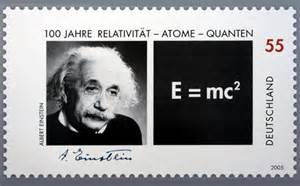 100 JAHRE RELATIVITÄT – ATOME – QUANTEN
55
ALBERT EINSTEIN
E = mc²
DEUTSCHLAND
A. Einstein
2005